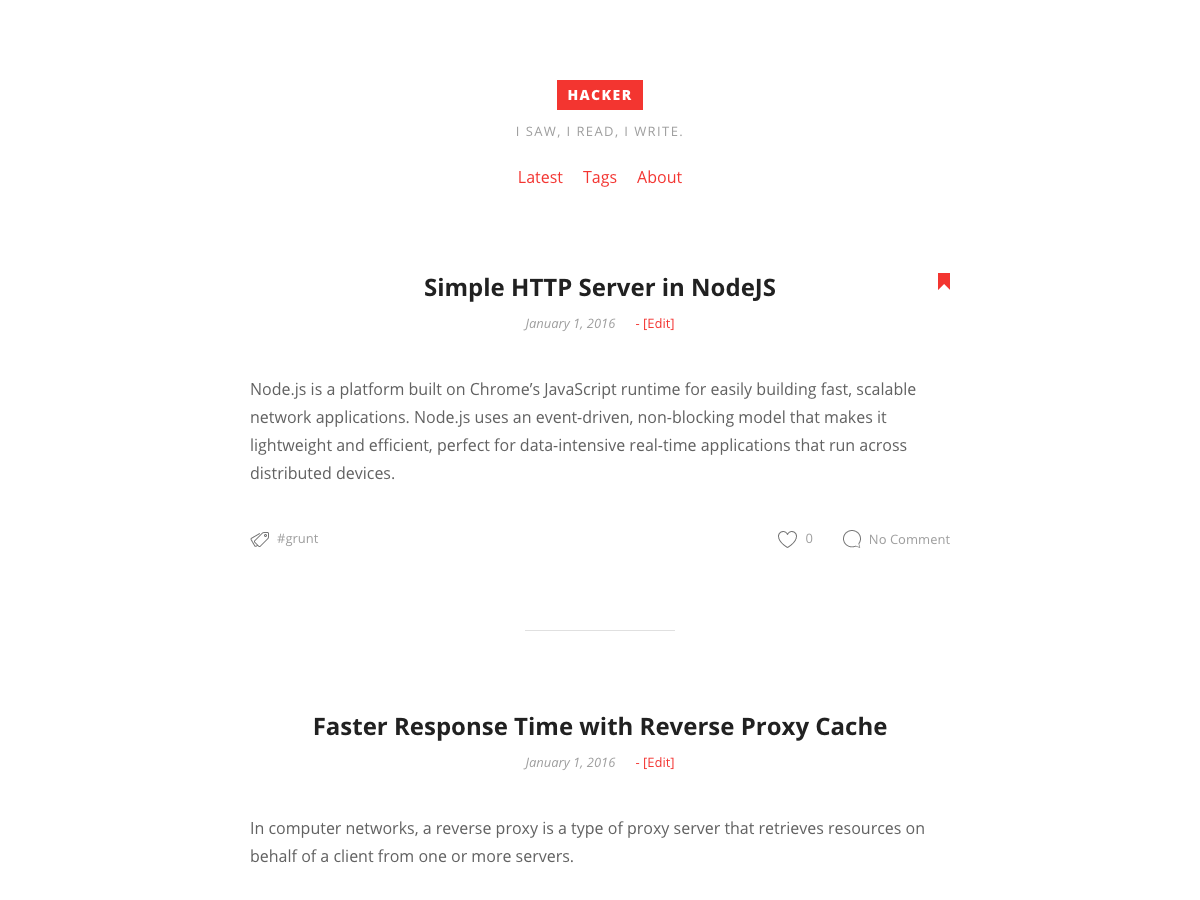 HACKER
I SAW, I READ, I WRITE.
Latest Tags About
Simple HTTP Server in NodeJS
January 1, 2016 - [Edit]
Node.js is a platform built on Chrome’s JavaScript runtime for easily building fast, scalable
network applications. Node.js uses an event-driven, non-blocking model that makes it
lightweight and efficient, perfect for data-intensive real-time applications that run across
distributed devices.
#grunt 0 No Comment
Faster Response Time with Reverse Proxy Cache
January 1, 2016 - [Edit]
In computer networks, a reverse proxy is a type of proxy server that retrieves resources on
behalf of a client from one or more servers.